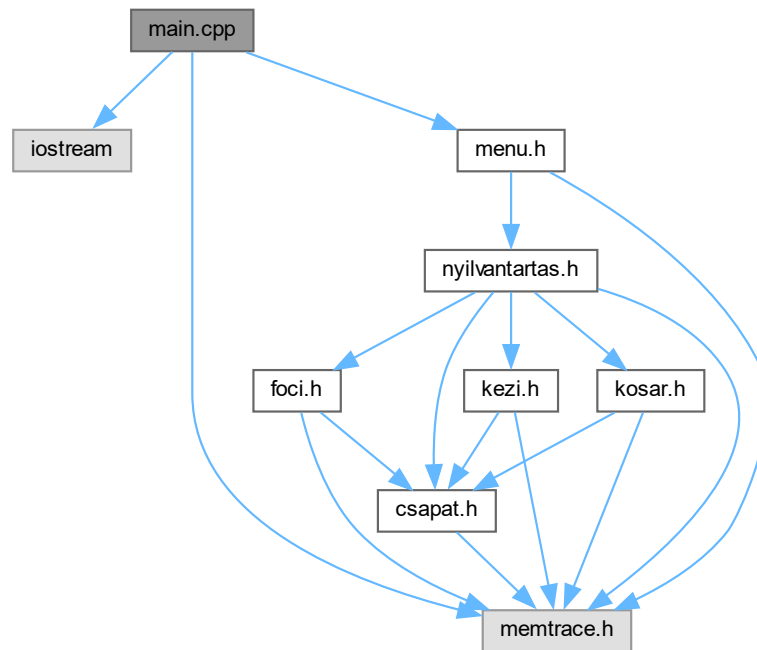 main.cpp
iostream
menu.h
nyilvantartas.h
foci.h
kezi.h
kosar.h
csapat.h
memtrace.h